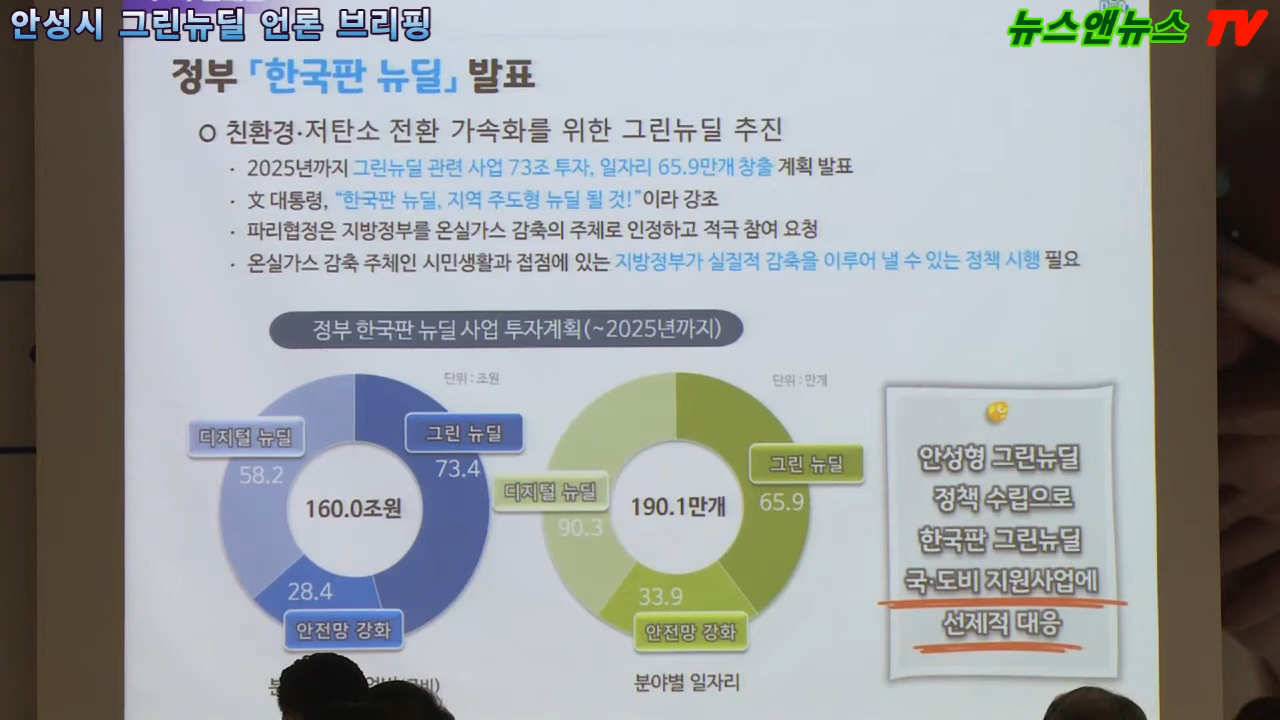 안성시 그린뉴딜 언론 브리핑
뉴스앤뉴스 TV
정부 「한국판 뉴딜」 발표
○ 친환경·저탄소 전환 가속화를 위한 그린뉴딜 추진
· 2025년까지 그린뉴딜 관련 사업 73조 투자, 일자리 65.9만개 창출 계획 발표
· 文 대통령, “한국판 뉴딜, 지역 주도형 뉴딜 될 것!”이라 강조
· 파리협정은 지방정부를 온실가스 감축의 주체로 인정하고 적극 참여 요청
· 온실가스 감축 주체인 시민생활과 접점에 있는 지방정부가 실질적 감축을 이루어 낼 수 있는 정책 시행 필요
정부 한국판 뉴딜 사업 투자계획(~2025년까지)
단위 : 조원
디지털 뉴딜
58.2
그린 뉴딜
73.4
160.0조원
28.4
안전망 강화
단위 : 만개
디지털 뉴딜
90.3
그린 뉴딜
65.9
190.1만개
33.9
안전망 강화
분야별 일자리
안성형 그린뉴딜
정책 수립으로
한국판 그린뉴딜
국·도비 지원사업에
선제적 대응